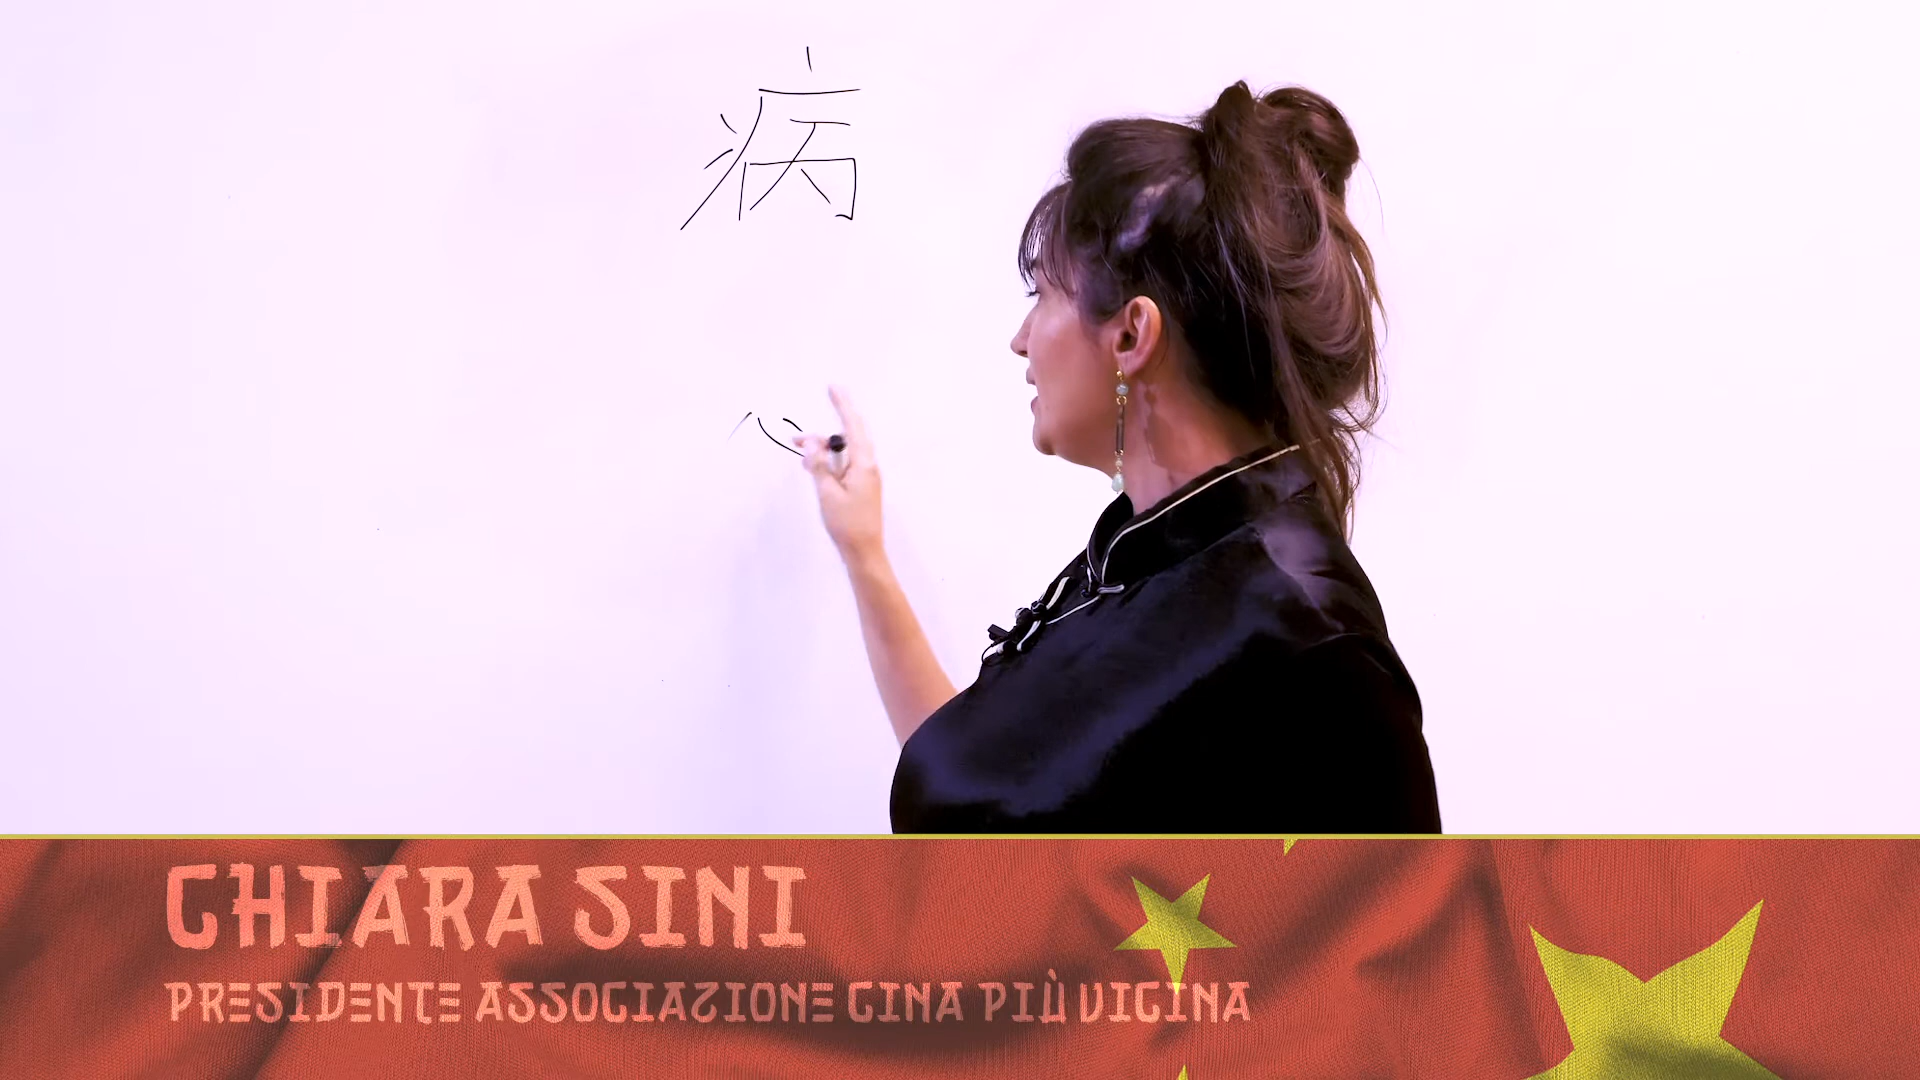 病
CHIARA SINI
PRESIDENTE ASSOCIAZIONE CINA PIÙ VICINA